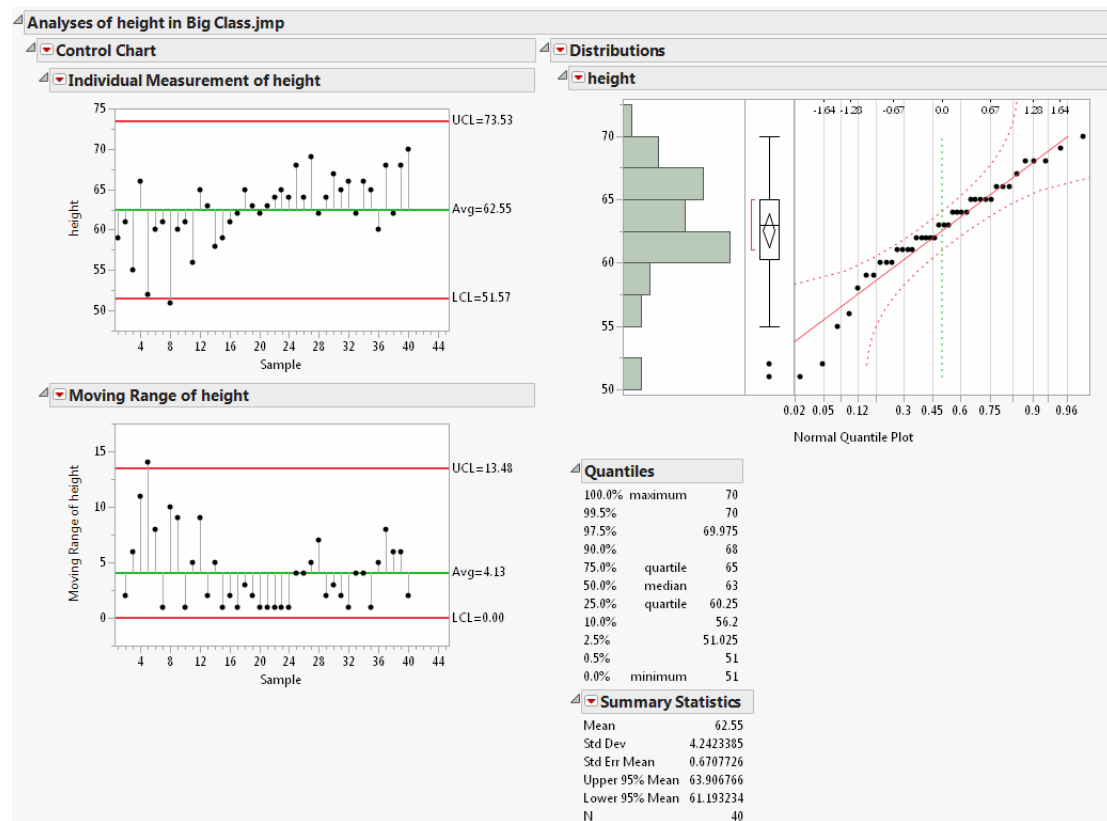 Analyses of height in Big Class.jmp
Control Chart
Individual Measurement of height
height
75
70
65
60
55
50
UCL=73.53
Avg=62.55
LCL=51.57
4 8 12 16 20 24 28 32 36 40 44
Sample
Moving Range of height
Moving Range of height
15
10
5
0
UCL=13.48
Avg=4.13
LCL=0.00
4 8 12 16 20 24 28 32 36 40 44
Sample
Distributions
height
-1.64 -1.28 -0.67 0.0 0.67 1.28 1.64
70
65
60
55
50
0.02 0.05 0.12 0.3 0.45 0.6 0.75 0.9 0.96
Normal Quantile Plot
Quantiles
100.0% maximum 70
99.5% 70
97.5% 69.975
90.0% 68
75.0% quartile 65
50.0% median 63
25.0% quartile 60.25
10.0% 56.2
2.5% 51.025
0.5% 51
0.0% minimum 51
Summary Statistics
Mean 62.55
Std Dev 4.2423385
Std Err Mean 0.6707726
Upper 95% Mean 63.906766
Lower 95% Mean 61.193234
N 40